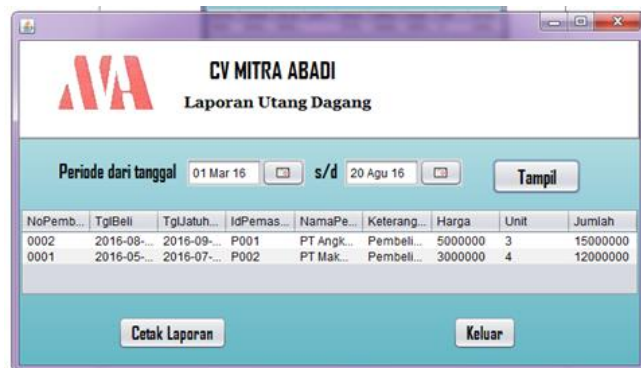 CV MITRA ABADI
Laporan Utang Dagang
Periode dari tanggal 01 Mar 16 s/d 20 Agu 16 Tampil
NoPemb... TglBeli TglJatuh... IdPemas... NamaPe... Keterang... Harga Unit Jumlah
0002 2016-08-... 2016-09-... P001 PT Angk... Pembeli... 5000000 3 15000000
0001 2016-05-... 2016-07-... P002 PT Mak... Pembeli... 3000000 4 12000000
Cetak Laporan Keluar